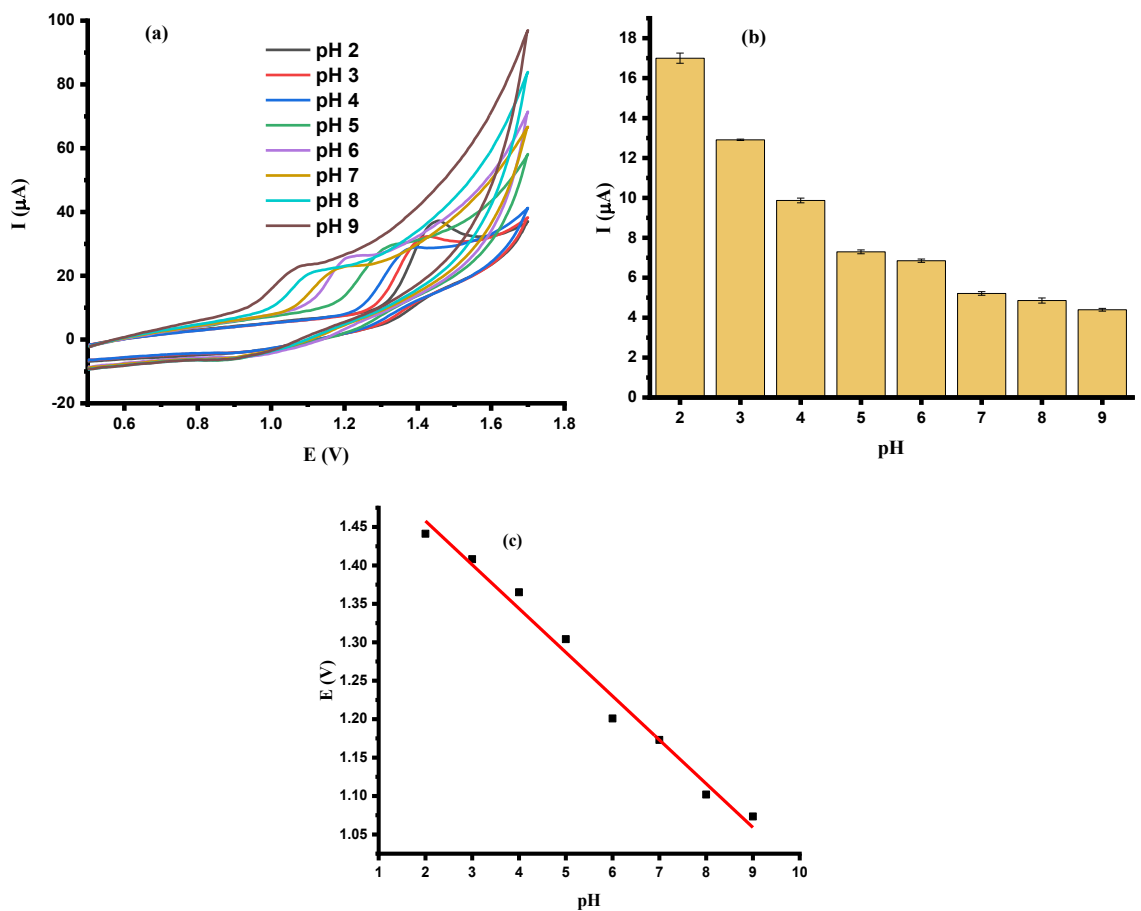 (a)
I (µA)
100
80
60
40
20
0
-20
pH 2
pH 3
pH 4
pH 5
pH 6
pH 7
pH 8
pH 9
0.6 0.8 1.0 1.2 1.4 1.6 1.8
E (V)
(b)
I (µA)
18
16
14
12
10
8
6
4
2
0
2 3 4 5 6 7 8 9
pH
(c)
E (V)
1.45
1.40
1.35
1.30
1.25
1.20
1.15
1.10
1.05
1 2 3 4 5 6 7 8 9 10
pH